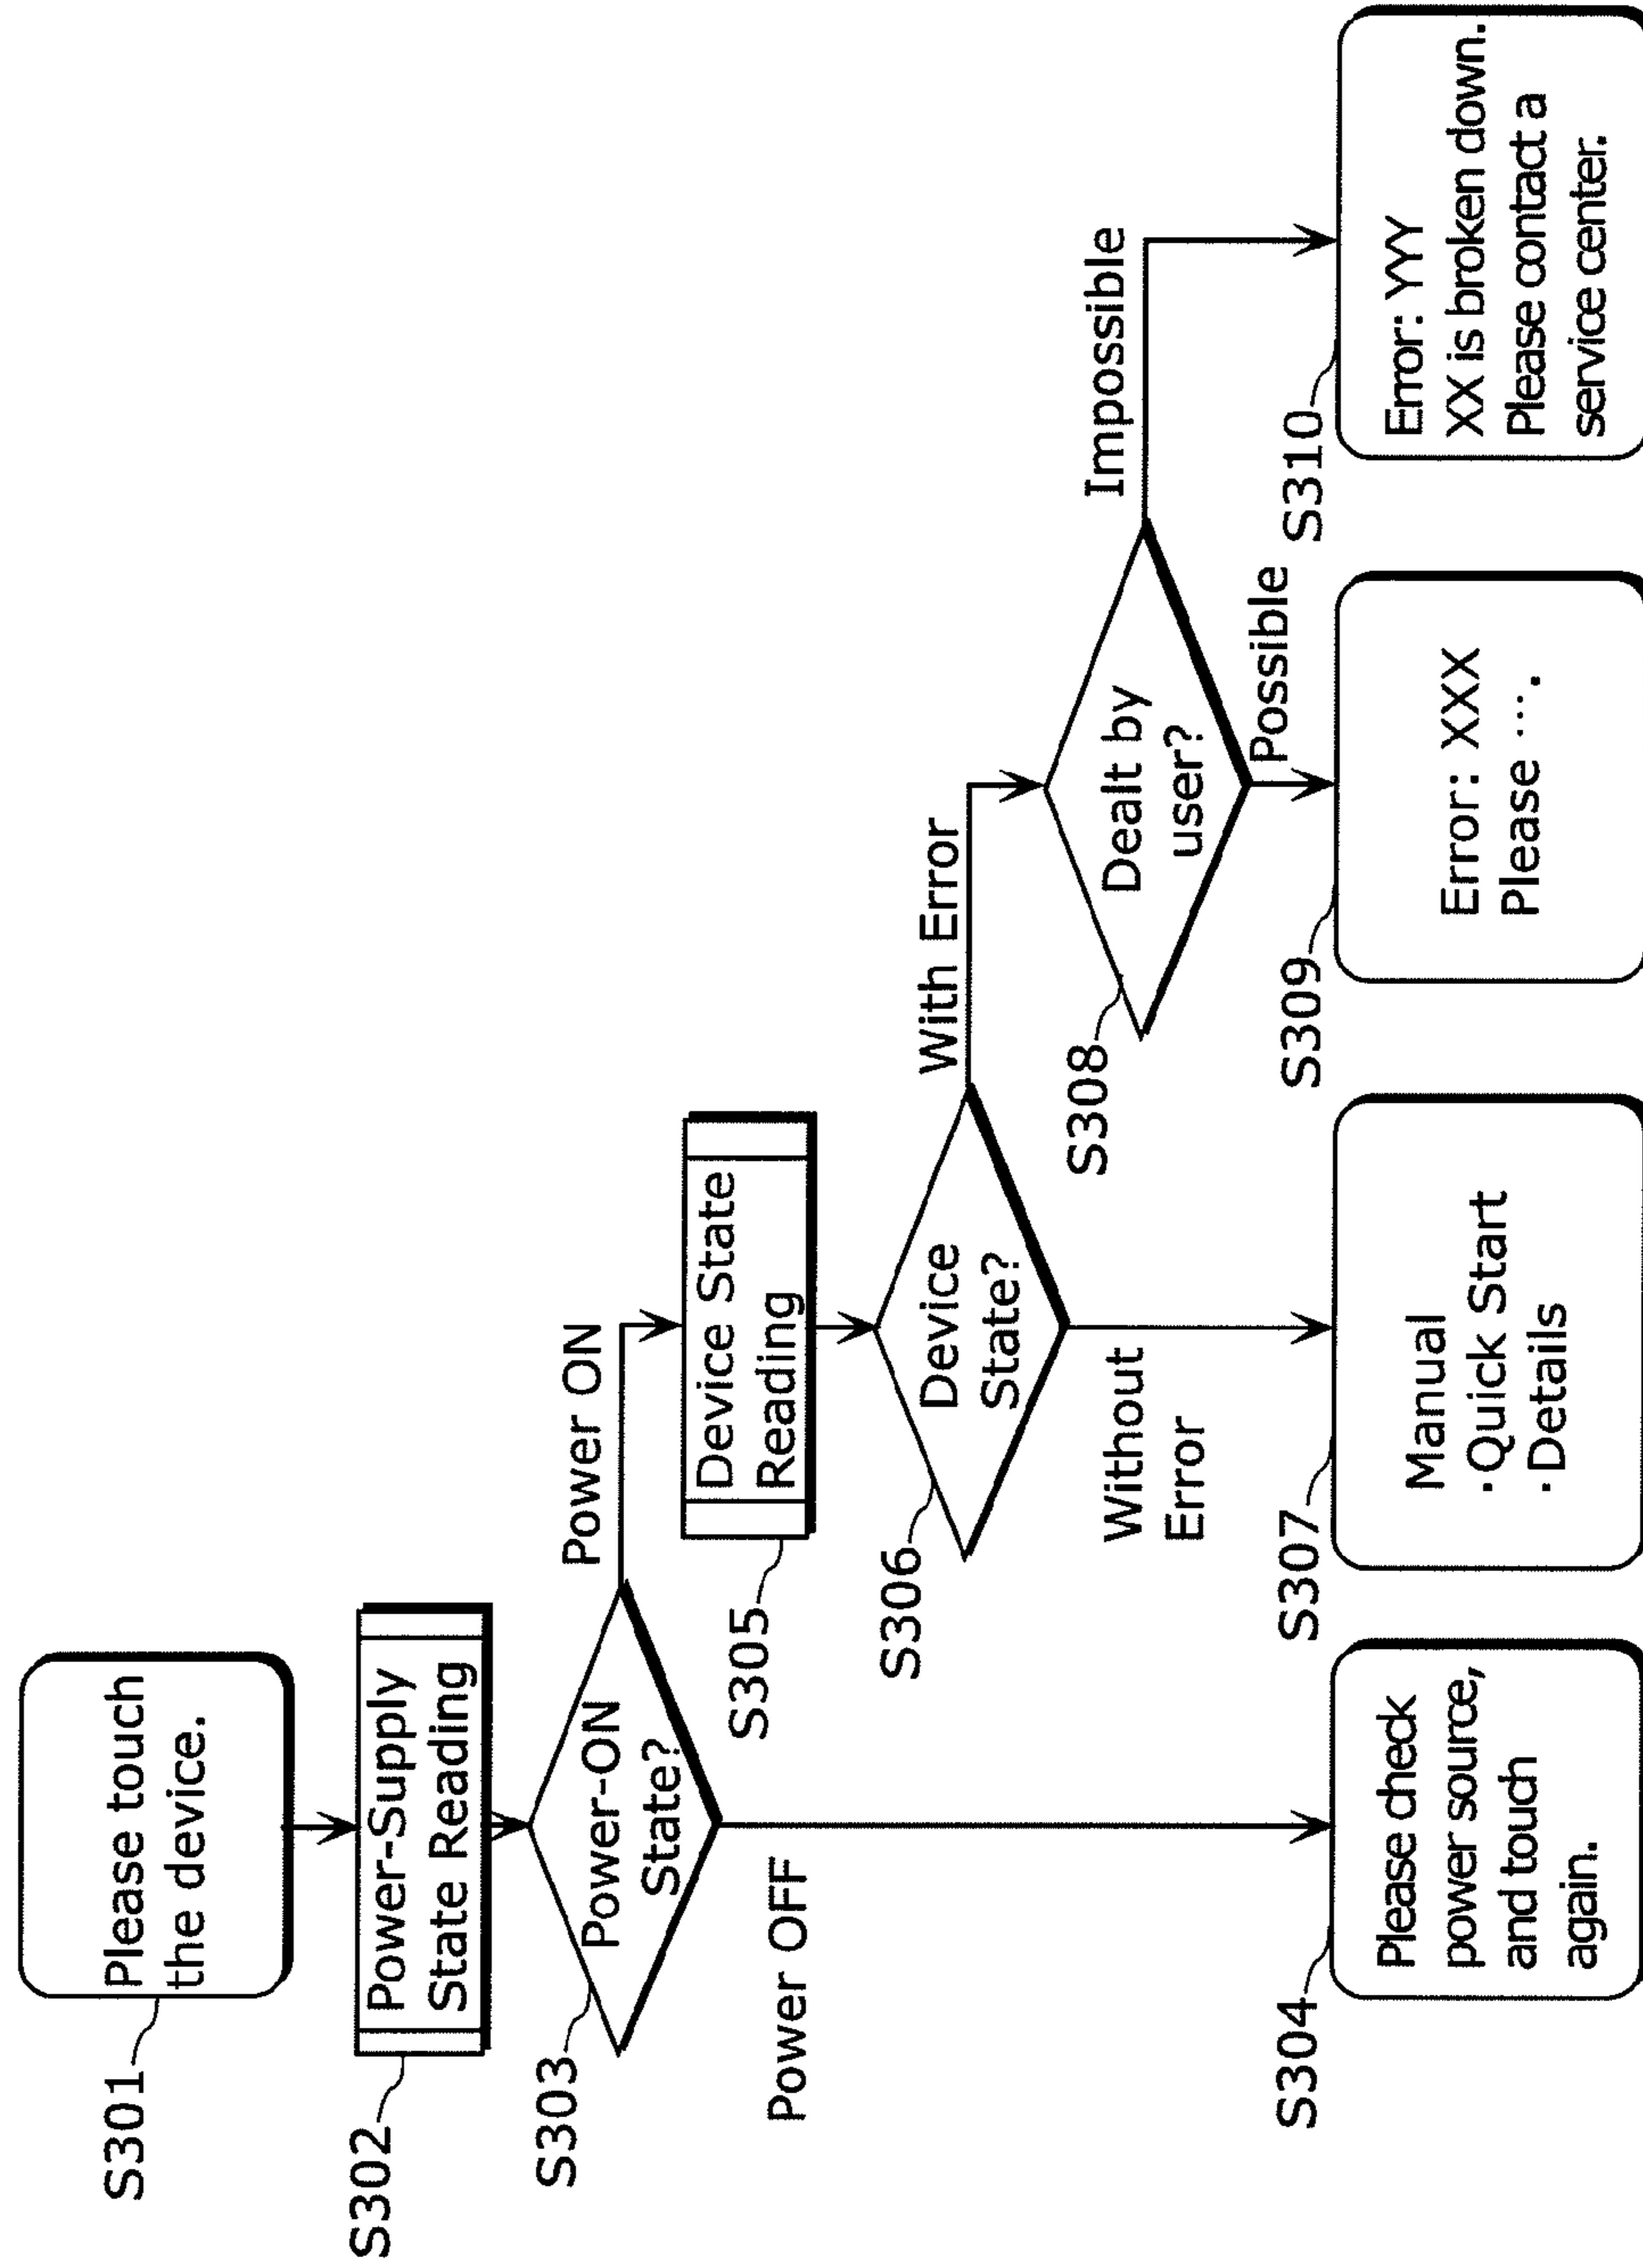 S301
Please touch
the device.
S302
Power-Supply
State Reading
S303
Power-ON
State?
Power ON
Power OFF
S304
Please check
power source,
and touch
again.
S305
Device State
Reading
S306
Device
State?
With Error
Without
Error
S307
Manual
·Quick Start
·Details
S308
Dealt by
user?
Impossible
Possible
S309
Error: XXX
Please ….
S310
Error: YYY
XX is broken down.
Please contact a
service center.